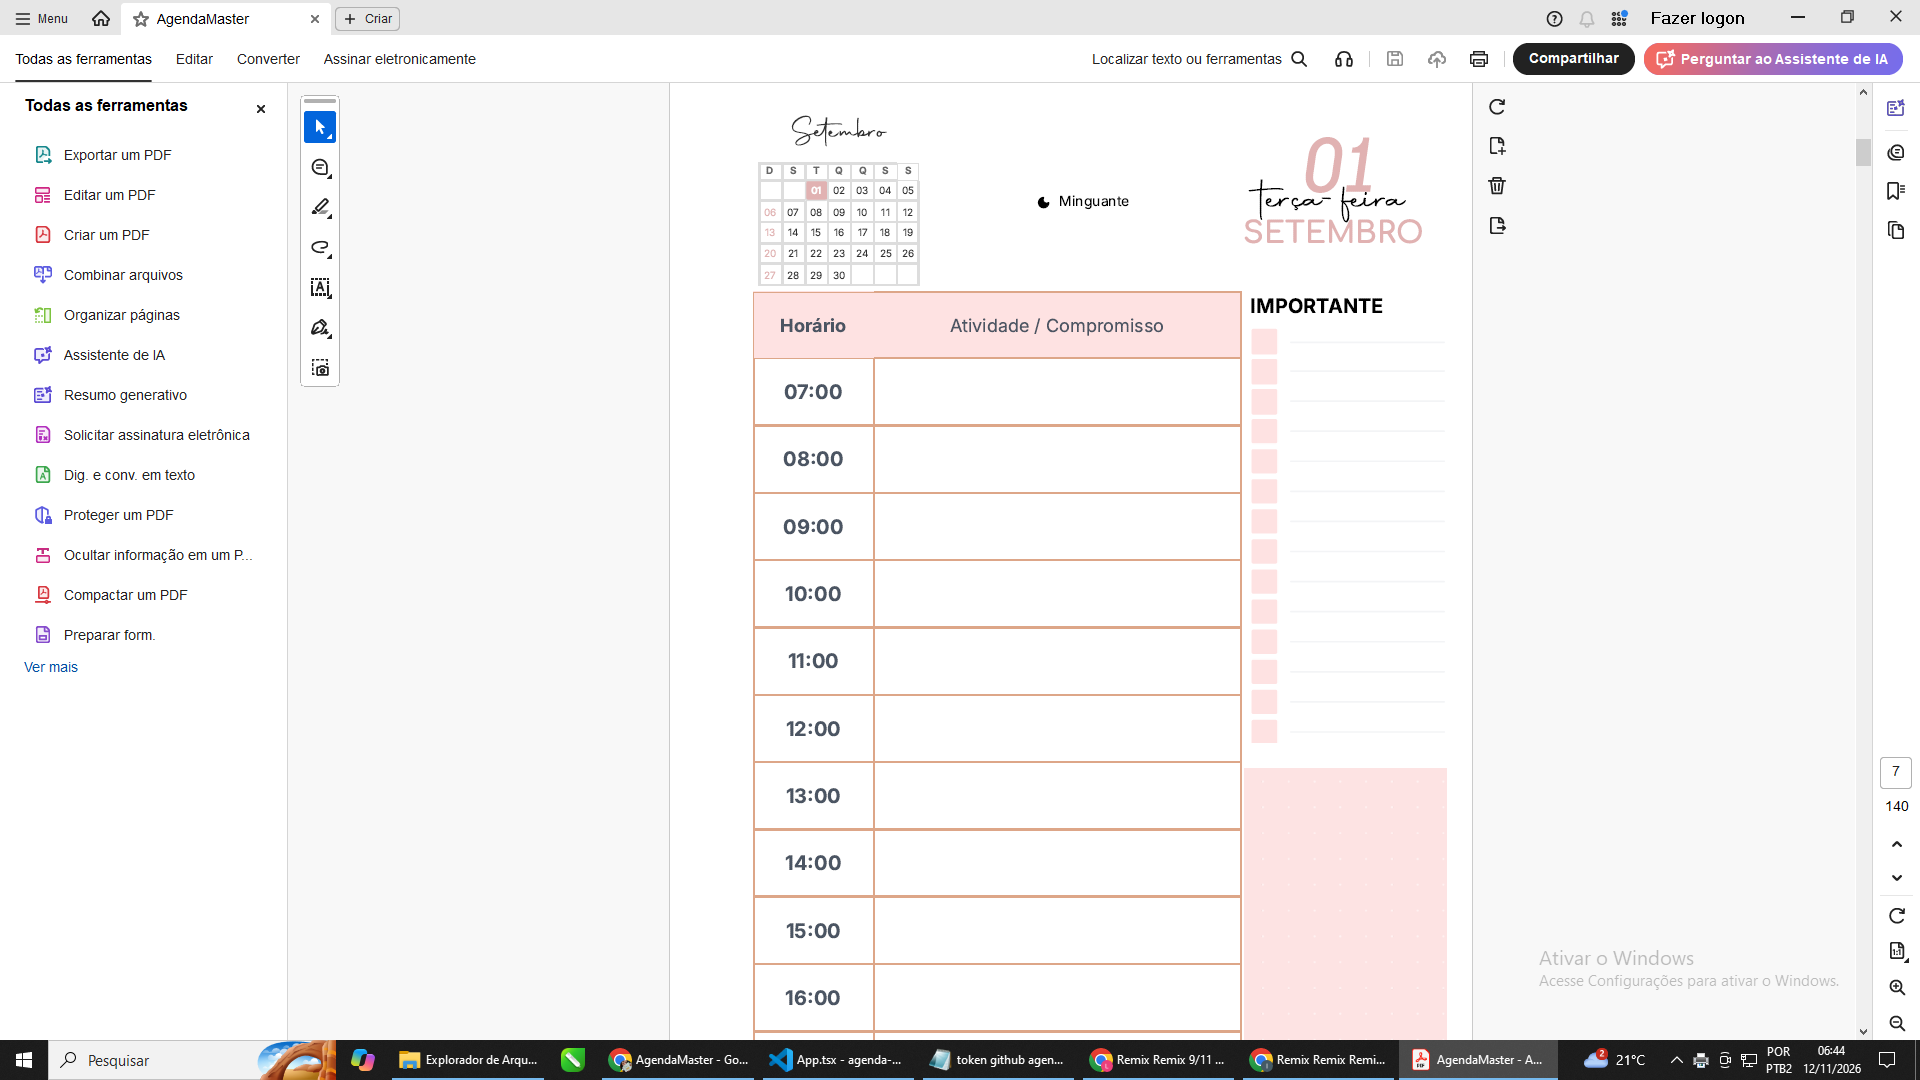 Menu
AgendaMaster
Criar
Fazer logon
Todas as ferramentas
Editar
Converter
Assinar eletronicamente
Localizar texto ou ferramentas
Compartilhar
Perguntar ao Assistente de IA
Todas as ferramentas
Exportar um PDF
Editar um PDF
Criar um PDF
Combinar arquivos
Organizar páginas
Assistente de IA
Resumo generativo
Solicitar assinatura eletrônica
Dig. e conv. em texto
Proteger um PDF
Ocultar informação em um P...
Compactar um PDF
Preparar form.
Ver mais
Setembro
D S T Q Q S S
01 02 03 04 05
06 07 08 09 10 11 12
13 14 15 16 17 18 19
20 21 22 23 24 25 26
27 28 29 30
Minguante
01
terça-feira
SETEMBRO
Horário
Atividade / Compromisso
07:00
08:00
09:00
10:00
11:00
12:00
13:00
14:00
15:00
16:00
IMPORTANTE
7
140
Ativar o Windows
Acesse Configurações para ativar o Windows.
Pesquisar
Explorador de Arqu...
AgendaMaster - Go...
App.tsx - agenda-...
token github agen...
Remix Remix 9/11 ...
Remix Remix Remi...
AgendaMaster - A...
2
21°C
POR
PTB2
06:44
12/11/2026